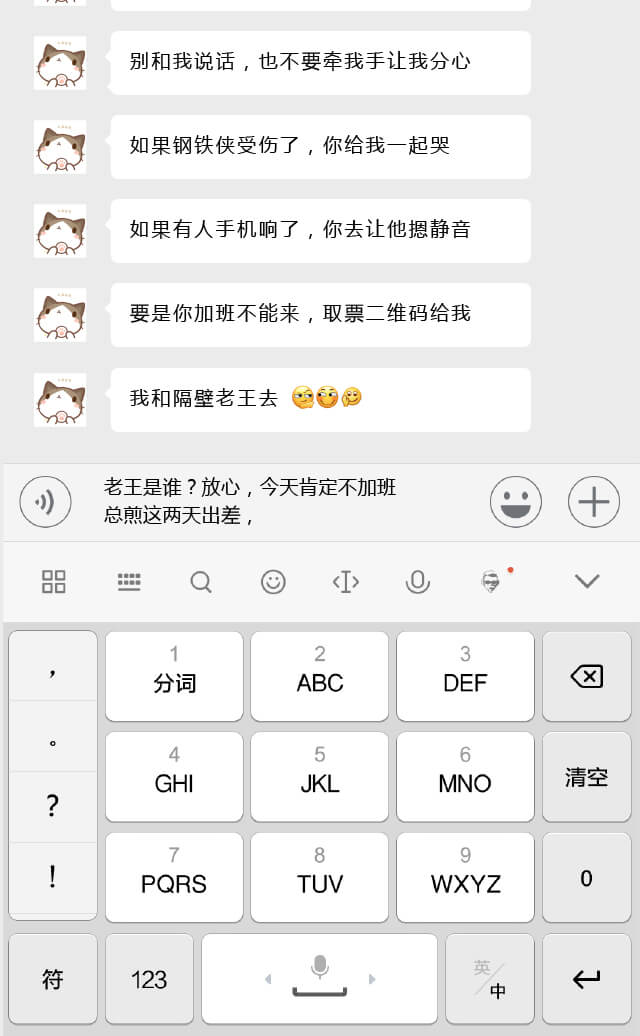 别和我说话，也不要牵我手让我分心
如果钢铁侠受伤了，你给我一起哭
如果有人手机响了，你去让他摁静音
要是你加班不能来，取票二维码给我
我和隔壁老王去
老王是谁？放心，今天肯定不加班
总煎这两天出差，
，
1
分词
2
ABC
3
DEF
。
4
GHI
5
JKL
6
MNO
清空
？
7
PQRS
8
TUV
9
WXYZ
0
！
符
123
英
中